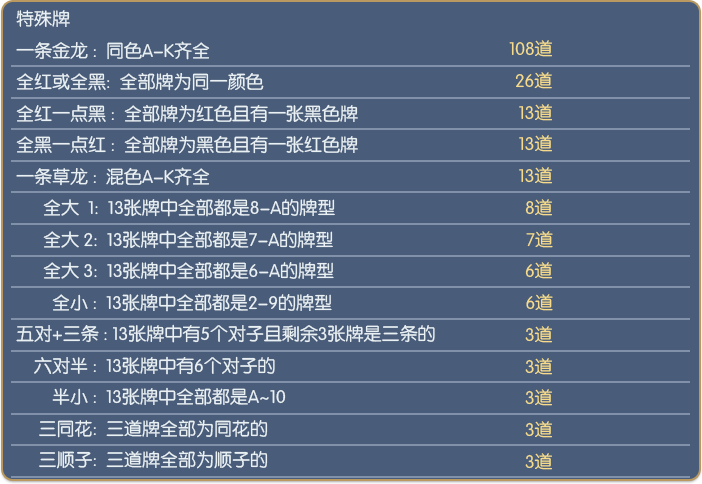 特殊牌
一条金龙： 同色A-K齐全 108道
全红或全黑: 全部牌为同一颜色 26道
全红一点黑： 全部牌为红色且有一张黑色牌 13道
全黑一点红： 全部牌为黑色且有一张红色牌 13道
一条草龙： 混色A-K齐全 13道
全大 1: 13张牌中全部都是8-A的牌型 8道
全大 2: 13张牌中全部都是7-A的牌型 7道
全大 3: 13张牌中全部都是6-A的牌型 6道
全小： 13张牌中全部都是2-9的牌型 6道
五对+三条：13张牌中有5个对子且剩余3张牌是三条的 3道
六对半： 13张牌中有6个对子的 3道
半小： 13张牌中全部都是A~10 3道
三同花: 三道牌全部为同花的 3道
三顺子: 三道牌全部为顺子的 3道